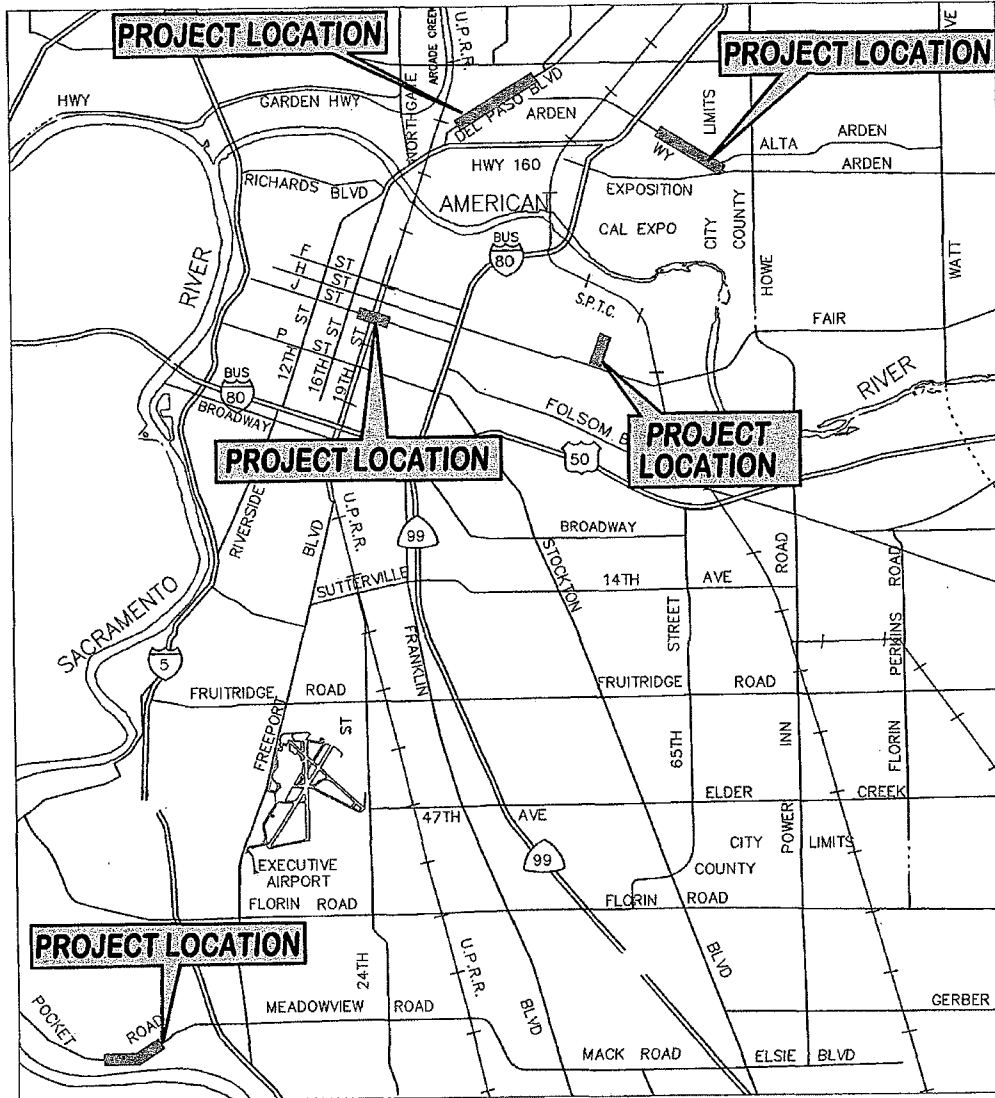 PROJECT LOCATION
PROJECT LOCATION
HWY
GARDEN HWY
NORTHGATE
ARCADE CREEK
U.P.R.R.
DEL PASO BLVD
ARDEN
WY
LIMITS
VE
ALTA
ARDEN
ARDEN
HWY 160
RICHARDS BLVD
AMERICAN
EXPOSITION
CAL EXPO
CITY
COUNTY
HOWE
WATT
RIVER
F ST
H ST
J ST
P ST
12TH ST
16TH ST
19TH ST
BUS
80
S.P.T.C.
FAIR
BUS
80
BROADWAY
FOLSOM B
RIVER
PROJECT LOCATION
PROJECT
LOCATION
50
RIVERSIDE
BLVD
U.P.R.R.
99
BROADWAY
STOCKTON
SUTTERVILLE
14TH AVE
ROAD
ROAD
SACRAMENTO
5
FRANKLIN
STREET
PERKINS
FRUITRIDGE ROAD
FRUITRIDGE ROAD
FREEPORT
ST
65TH
INN
FLORIN
ELDER CREEK
47TH AVE
POWER
CITY LIMITS
COUNTY
99
EXECUTIVE
AIRPORT
FLORIN ROAD
FLORIN ROAD
PROJECT LOCATION
24TH
U.P.R.R.
BLVD
BLVD
POCKET ROAD
MEADOWVIEW ROAD
GERBER
MACK ROAD
ELSIE BLVD